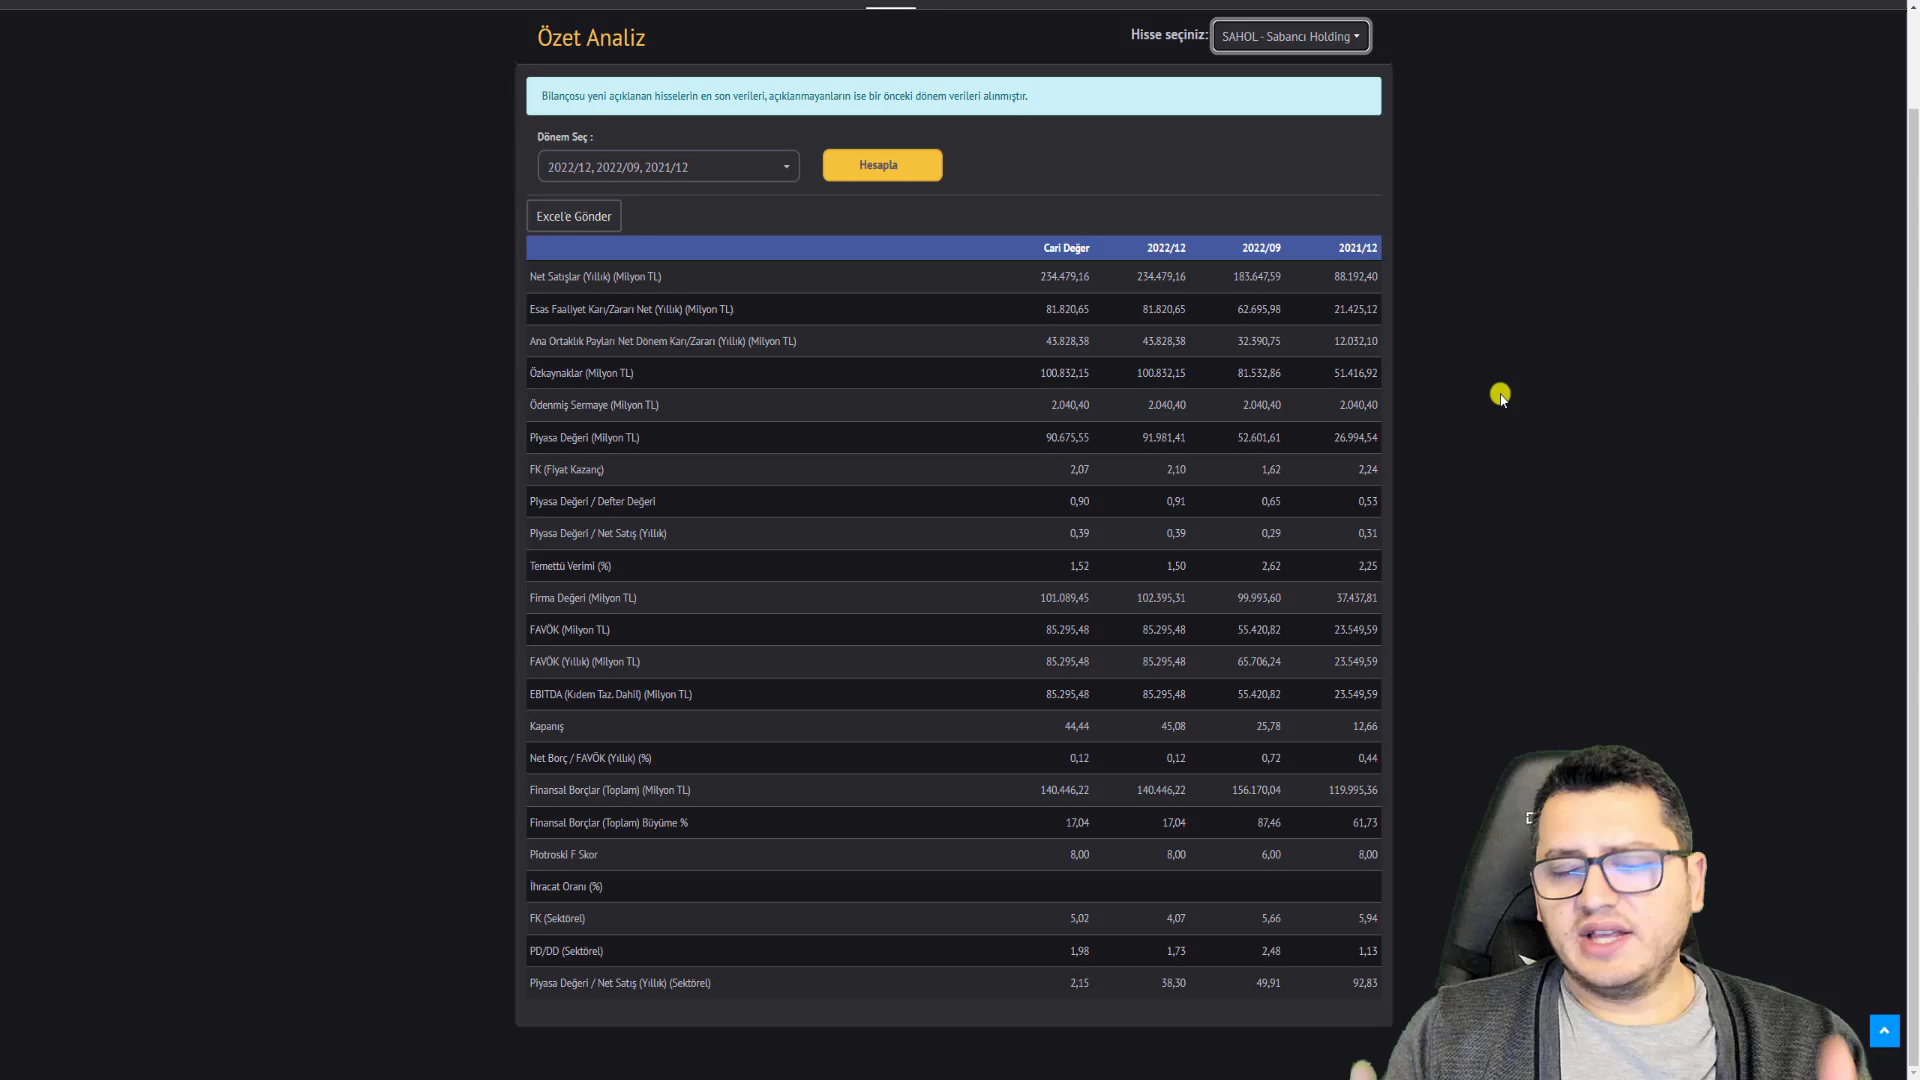 Özet Analiz
Hisse seçiniz: SAHOL - Sabancı Holding
Bilançosu yeni açıklanan hisselerin en son verileri, açıklanmayanların ise bir önceki dönem verileri alınmıştır.
Dönem Seç :
2022/12, 2022/09, 2021/12 Hesapla
Excel'e Gönder
Cari Değer 2022/12 2022/09 2021/12
Net Satışlar (Yıllık) (Milyon TL) 234.479,16 234.479,16 183.647,59 88.192,40
Esas Faaliyet Karı/Zararı Net (Yıllık) (Milyon TL) 81.820,65 81.820,65 62.695,98 21.425,12
Ana Ortaklık Payları Net Dönem Karı/Zararı (Yıllık) (Milyon TL) 43.828,38 43.828,38 32.390,75 12.032,10
Özkaynaklar (Milyon TL) 100.832,15 100.832,15 81.532,86 51.416,92
Ödenmiş Sermaye (Milyon TL) 2.040,40 2.040,40 2.040,40 2.040,40
Piyasa Değeri (Milyon TL) 90.675,55 91.981,41 52.601,61 26.994,54
FK (Fiyat Kazanç) 2,07 2,10 1,62 2,24
Piyasa Değeri / Defter Değeri 0,90 0,91 0,65 0,53
Piyasa Değeri / Net Satış (Yıllık) 0,39 0,39 0,29 0,31
Temettü Verimi (%) 1,52 1,50 2,62 2,25
Firma Değeri (Milyon TL) 101.089,45 102.395,31 99.993,60 37.437,81
FAVÖK (Milyon TL) 85.295,48 85.295,48 55.420,82 23.549,59
FAVÖK (Yıllık) (Milyon TL) 85.295,48 85.295,48 65.706,24 23.549,59
EBITDA (Kıdem Taz. Dahil) (Milyon TL) 85.295,48 85.295,48 55.420,82 23.549,59
Kapanış 44,44 45,08 25,78 12,66
Net Borç / FAVÖK (Yıllık) (%) 0,12 0,12 0,72 0,44
Finansal Borçlar (Toplam) (Milyon TL) 140.446,22 140.446,22 156.170,04 119.995,36
Finansal Borçlar (Toplam) Büyüme % 17,04 17,04 87,46 61,73
Piotroski F Skor 8,00 8,00 6,00 8,00
İhracat Oranı (%)
FK (Sektörel) 5,02 4,07 5,66 5,94
PD/DD (Sektörel) 1,98 1,73 2,48 1,13
Piyasa Değeri / Net Satış (Yıllık) (Sektörel) 2,15 38,30 49,91 92,83